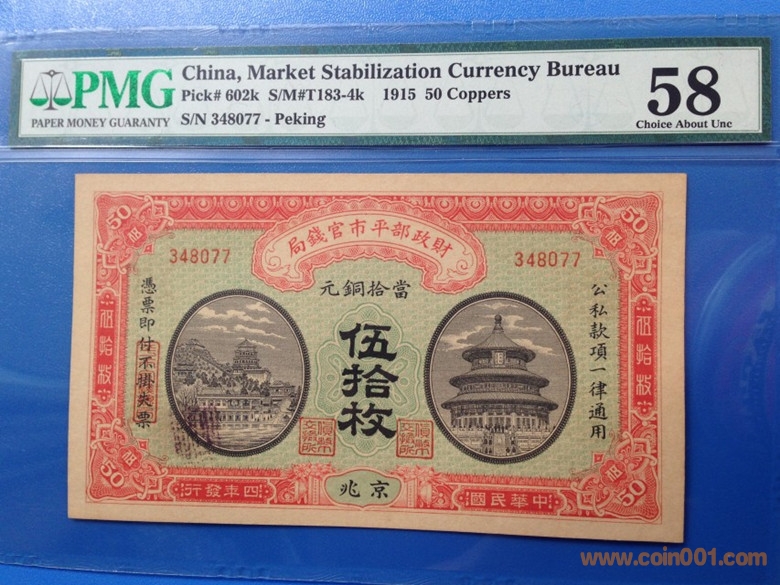 PMG
PAPER MONEY GUARANTY
China, Market Stabilization Currency Bureau
Pick# 602k S/M#T183-4k 1915 50 Coppers
S/N 348077 - Peking
58
Choice About Unc
50
50
局錢官市平部政財
348077
348077
元銅拾當
憑票即付不掛失票
伍拾枚
公私款項一律通用
伍拾枚
伍拾枚
兆京
50
50
行發年四
國民華中
www.coin001.com